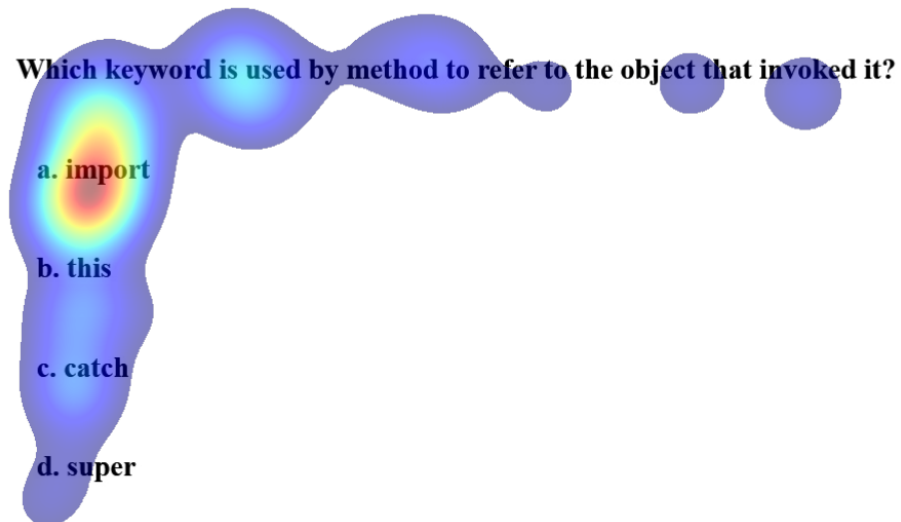 Which keyword is used by method to refer to the object that invoked it?
a. import
b. this
c. catch
d. super